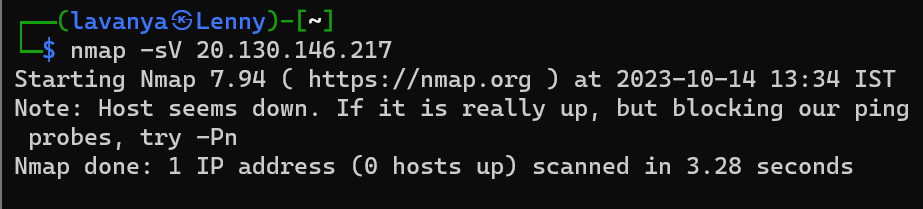 ┌──(lavanya㉿Lenny)-[~]
└─$ nmap -sV 20.130.146.217
Starting Nmap 7.94 ( https://nmap.org ) at 2023-10-14 13:34 IST
Note: Host seems down. If it is really up, but blocking our ping
 probes, try -Pn
Nmap done: 1 IP address (0 hosts up) scanned in 3.28 seconds